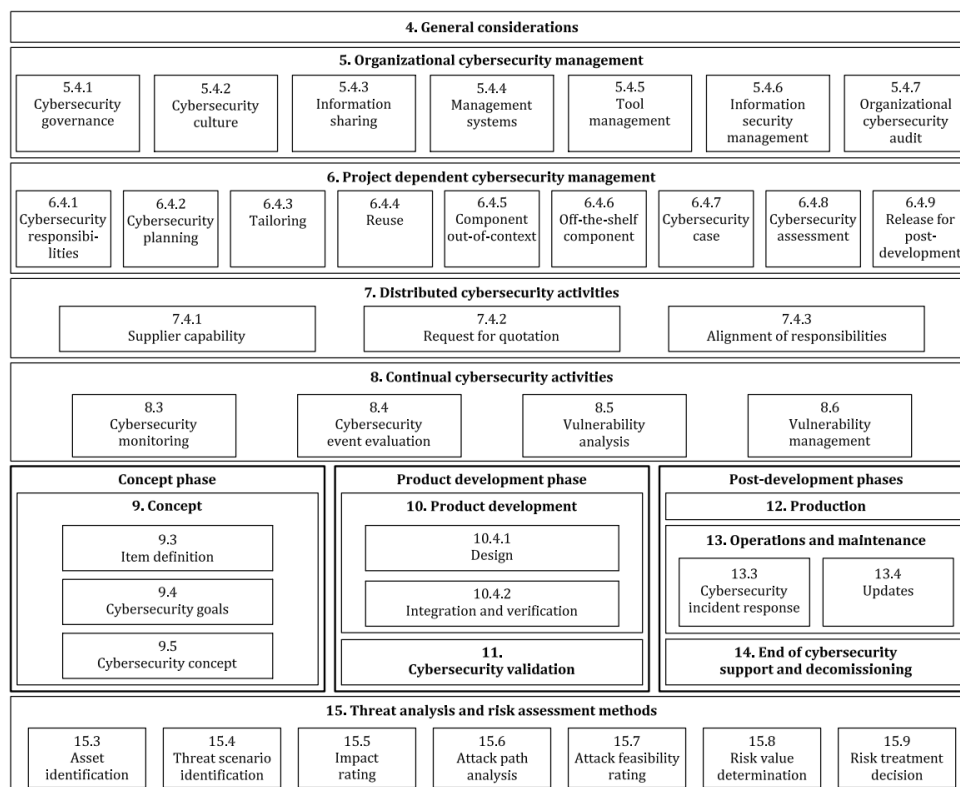 4. General considerations
5. Organizational cybersecurity management
5.4.1
Cybersecurity
governance
5.4.2
Cybersecurity
culture
5.4.3
Information
sharing
5.4.4
Management
systems
5.4.5
Tool
management
5.4.6
Information
security
management
5.4.7
Organizational
cybersecurity
audit
6. Project dependent cybersecurity management
6.4.1
Cybersecurity
responsibi-
lities
6.4.2
Cybersecurity
planning
6.4.3
Tailoring
6.4.4
Reuse
6.4.5
Component
out-of-context
6.4.6
Off-the-shelf
component
6.4.7
Cybersecurity
case
6.4.8
Cybersecurity
assessment
6.4.9
Release for
post-
development
7. Distributed cybersecurity activities
7.4.1
Supplier capability
7.4.2
Request for quotation
7.4.3
Alignment of responsibilities
8. Continual cybersecurity activities
8.3
Cybersecurity
monitoring
8.4
Cybersecurity
event evaluation
8.5
Vulnerability
analysis
8.6
Vulnerability
management
Concept phase
9. Concept
9.3
Item definition
9.4
Cybersecurity goals
9.5
Cybersecurity concept
Product development phase
10. Product development
10.4.1
Design
10.4.2
Integration and verification
11.
Cybersecurity validation
Post-development phases
12. Production
13. Operations and maintenance
13.3
Cybersecurity
incident response
13.4
Updates
14. End of cybersecurity
support and decomissioning
15. Threat analysis and risk assessment methods
15.3
Asset
identification
15.4
Threat scenario
identification
15.5
Impact
rating
15.6
Attack path
analysis
15.7
Attack feasibility
rating
15.8
Risk value
determination
15.9
Risk treatment
decision